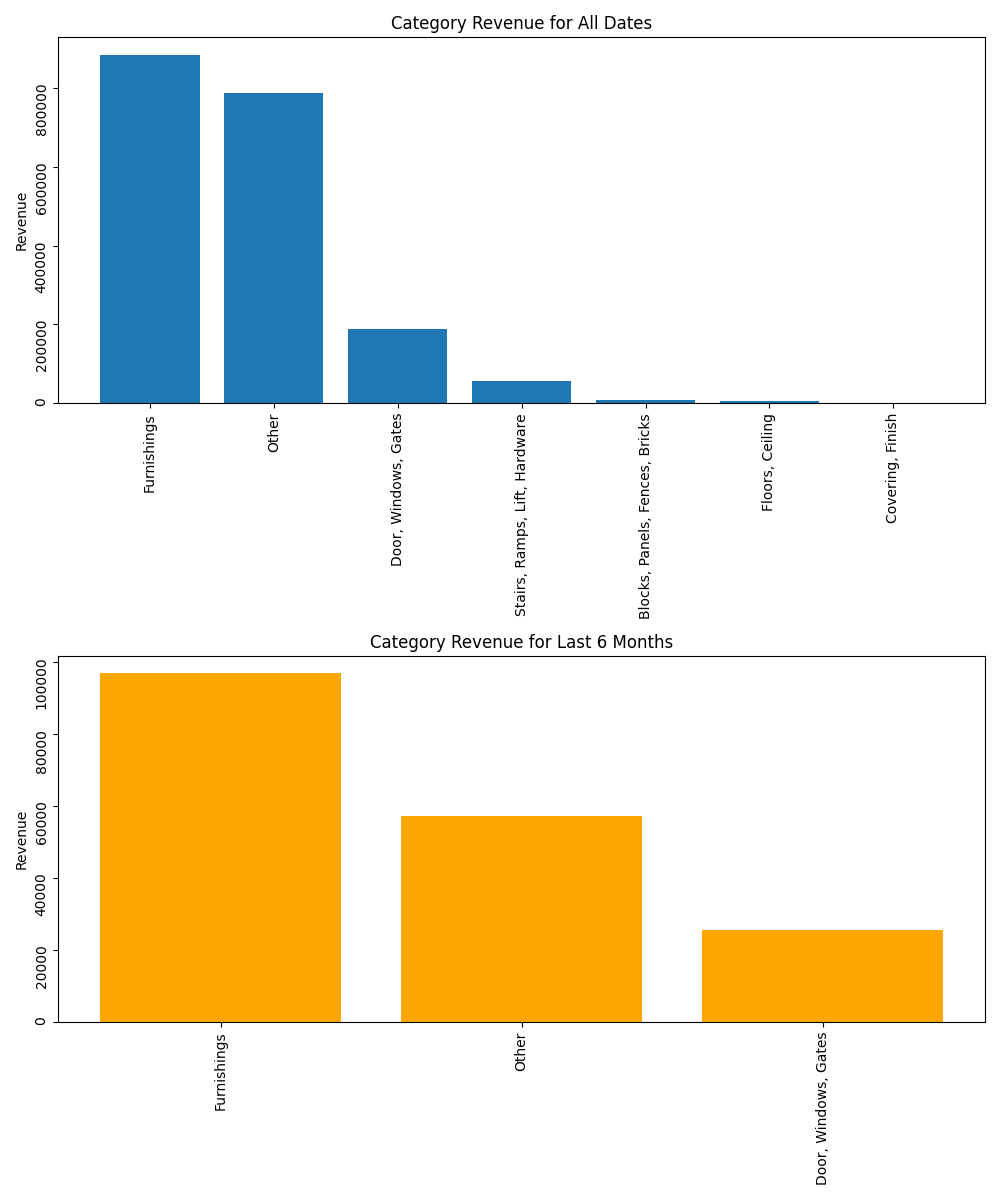 Category Revenue for All Dates
Revenue
800000
600000
400000
200000
0
Furnishings
Other
Door, Windows, Gates
Stairs, Ramps, Lift, Hardware
Blocks, Panels, Fences, Bricks
Floors, Ceiling
Covering, Finish
Category Revenue for Last 6 Months
Revenue
100000
80000
60000
40000
20000
0
Furnishings
Other
Door, Windows, Gates